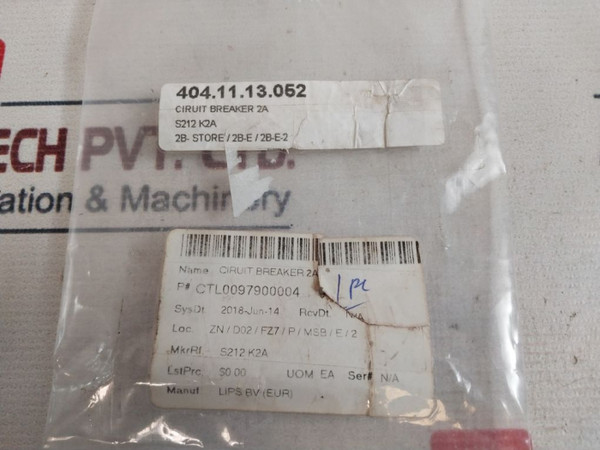 404.11.13.052
CIRUIT BREAKER 2A
S212 K2A
2B- STORE / 2B-E / 2B-E-2
ECH PVT. LTD.
ation & Machinery
Name CIRUIT BREAKER 2A
P# CTL0097900004
1 pc
SysDt. 2018-Jun-14 RcvDt. N/A
Loc. ZN / D02 / FZ7 / P / MSB / E / 2
MkrRf. S212 K2A
LstPrc. $0.00 UOM EA Ser# N/A
Manuf LIPS BV (EUR)